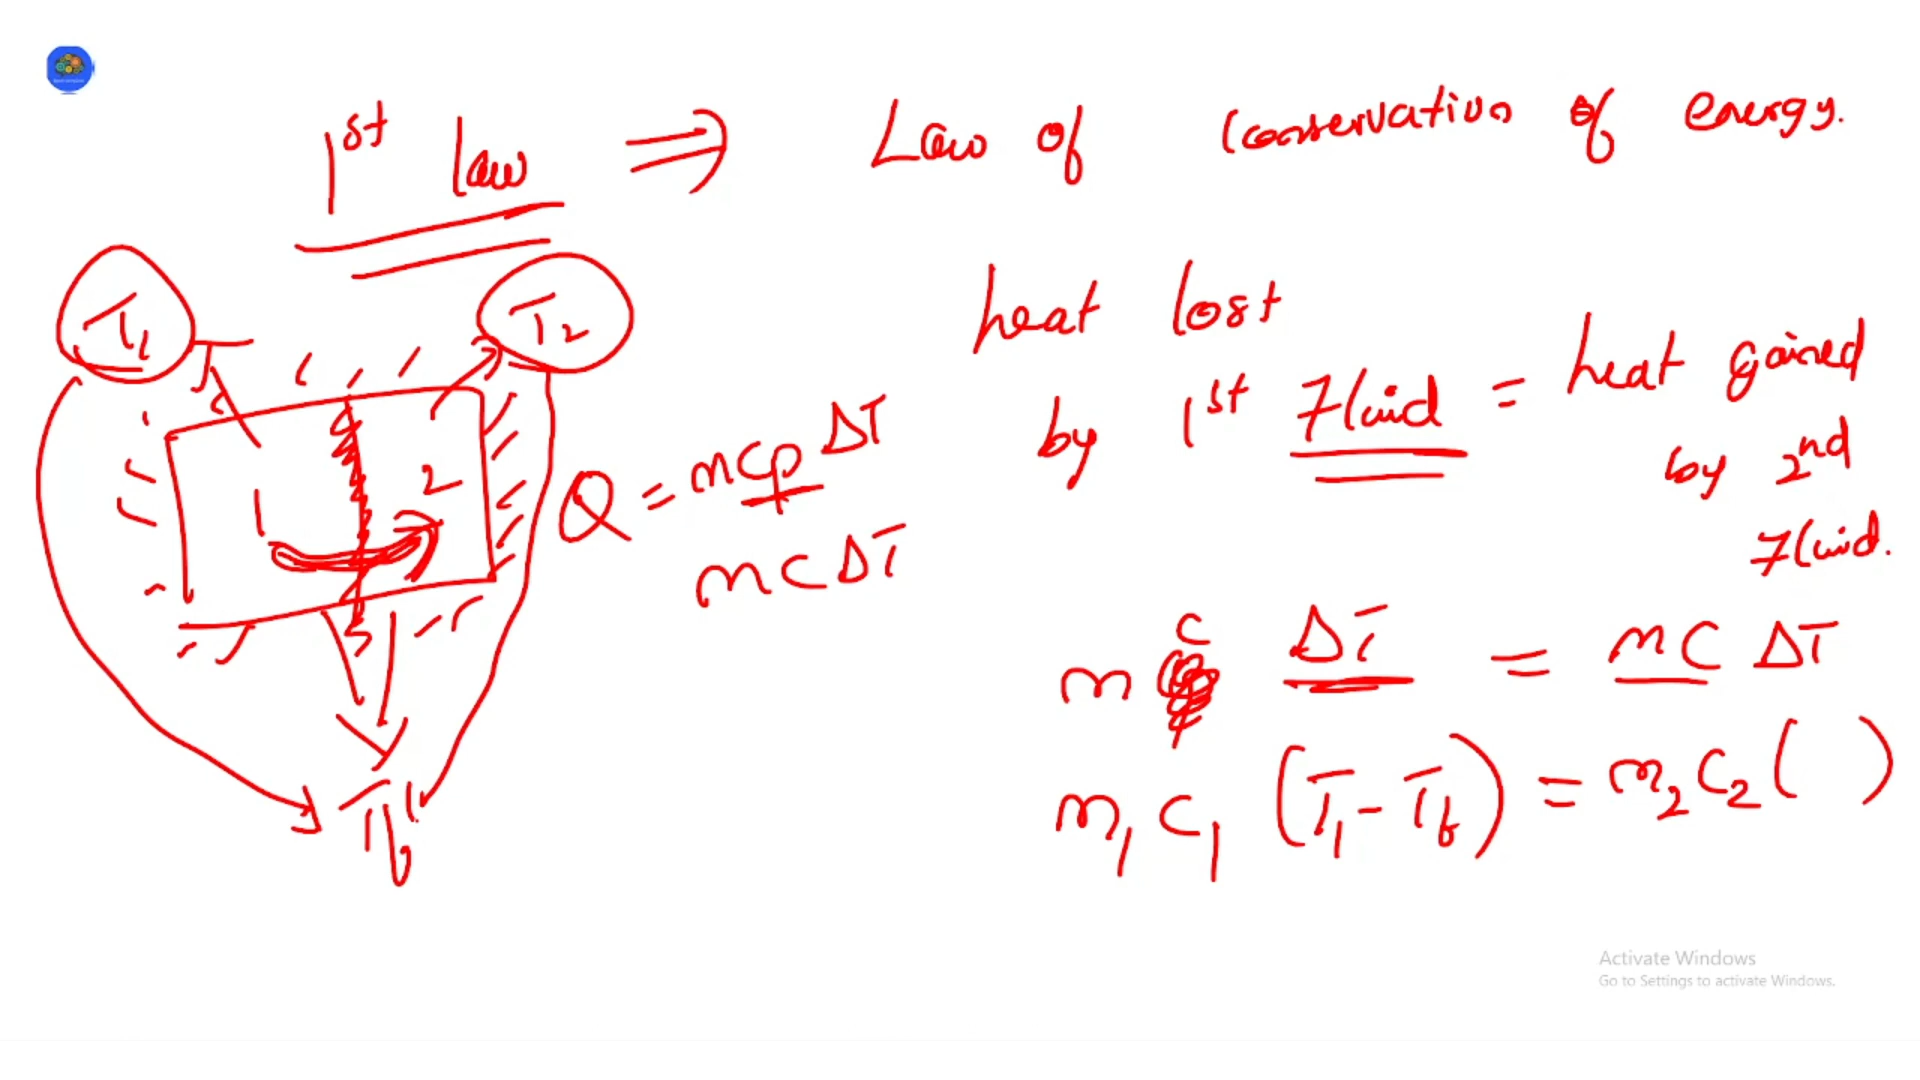 1st law ⇒ Law of conservation of energy.
T1
T2
heat lost
by 1st Fluid = heat gained
by 2nd
Fluid.
1
2
Q = mcp ΔT
mCΔT
m C ΔT = mC ΔT
m1 C1 (T1 - Tf) = m2 C2 ( )
Tf
Activate Windows
Go to Settings to activate Windows.